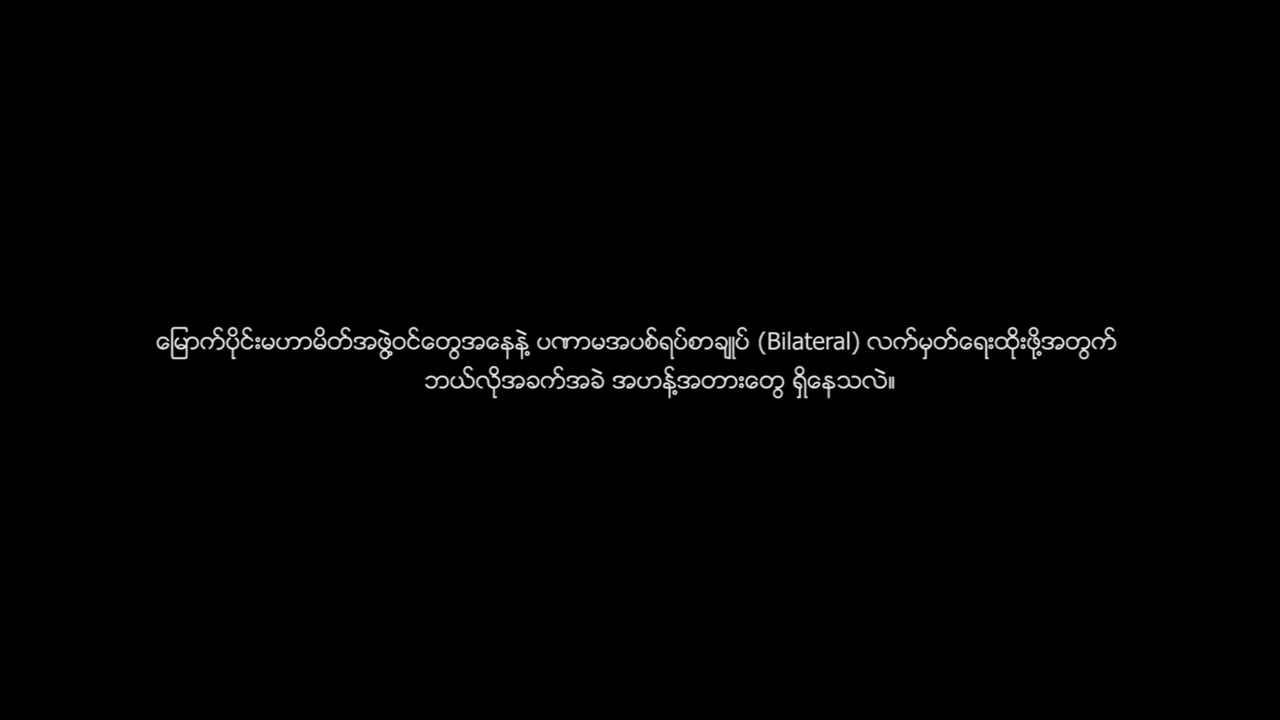 မြောက်ပိုင်းမဟာမိတ်အဖွဲ့ဝင်တွေအနေနဲ့ ပဏာမအပစ်ရပ်စာချုပ် (Bilateral) လက်မှတ်ရေးထိုးဖို့အတွက်
ဘယ်လိုအခက်အခဲ အဟန့်အတားတွေ ရှိနေသလဲ။